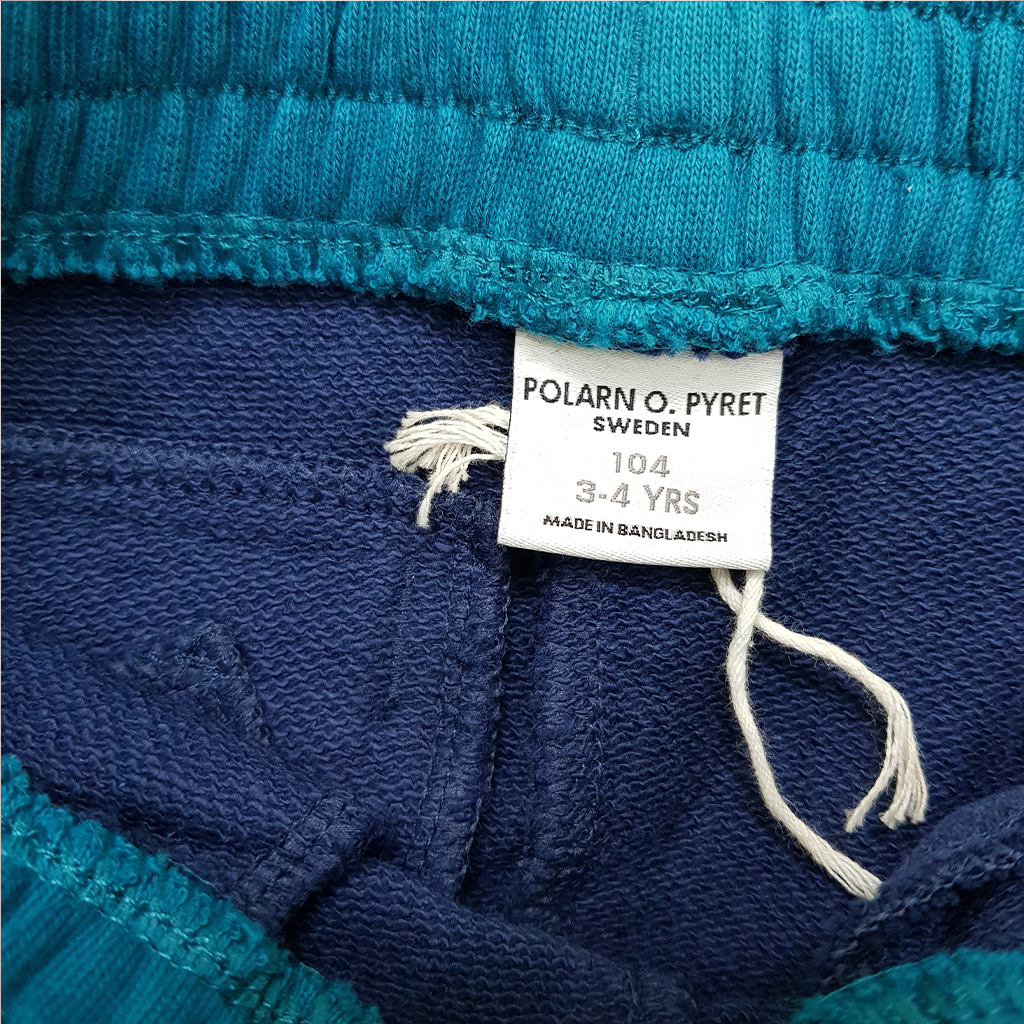 POLARN O. PYRET
SWEDEN
104
3-4 YRS
MADE IN BANGLADESH